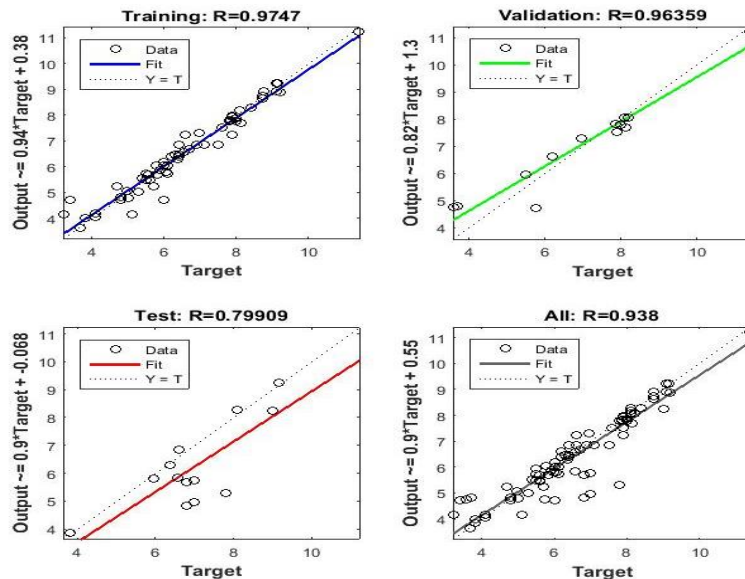 Training: R=0.9747
Output ~= 0.94*Target + 0.38
Data
Fit
Y = T
11
10
9
8
7
6
5
4
4
6
8
10
Target
Validation: R=0.96359
Output ~= 0.82*Target + 1.3
Data
Fit
Y = T
11
10
9
8
7
6
5
4
4
6
8
10
Target
Test: R=0.79909
Output ~= 0.9*Target + -0.068
Data
Fit
Y = T
11
10
9
8
7
6
5
4
4
6
8
10
Target
All: R=0.938
Output ~= 0.9*Target + 0.55
Data
Fit
Y = T
11
10
9
8
7
6
5
4
4
6
8
10
Target